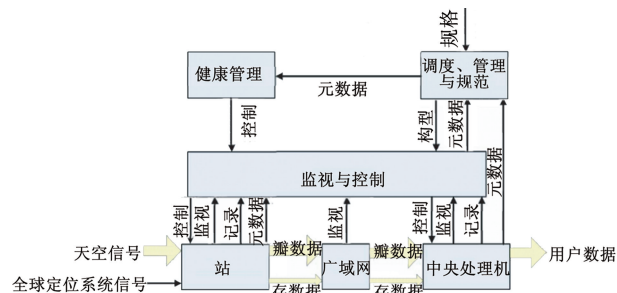 规格
健康管理
调度、管理
与规范
元数据
控制
构型
元数据
元数据
监视与控制
控制
监视
记录
元数据
监视
控制
监视
记录
天空信号
站
瓣数据
广域网
瓣数据
中央处理机
用户数据
全球定位系统信号
存数据
存数据